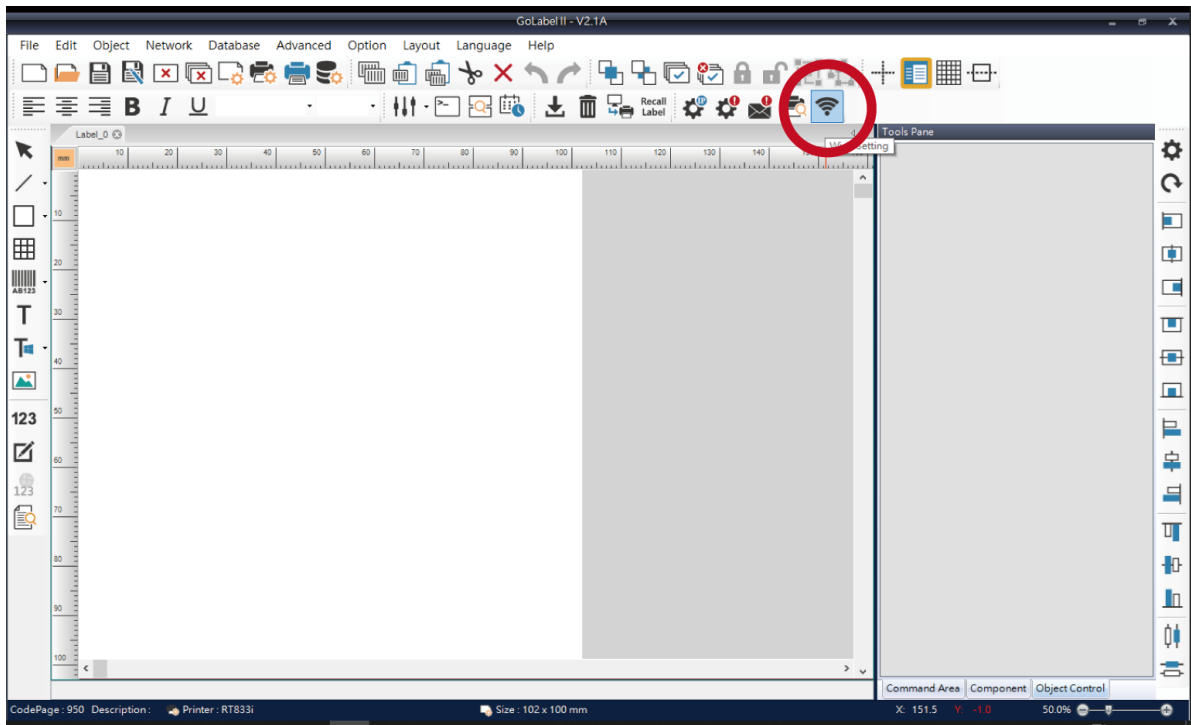 GoLabel II - V2.1A
File Edit Object Network Database Advanced Option Layout Language Help
B I U Recall Label
Label_0
Tools Pane
mm 10 20 30 40 50 60 70 80 90 100 110 120 130 140
etting
10
20
AB123
30
T
T
40
123
50
60
123
70
80
90
100
Command Area Component Object Control
CodePage : 950 Description : Printer : RT833i Size : 102 x 100 mm X: 151.5 Y: -1.0 50.0%